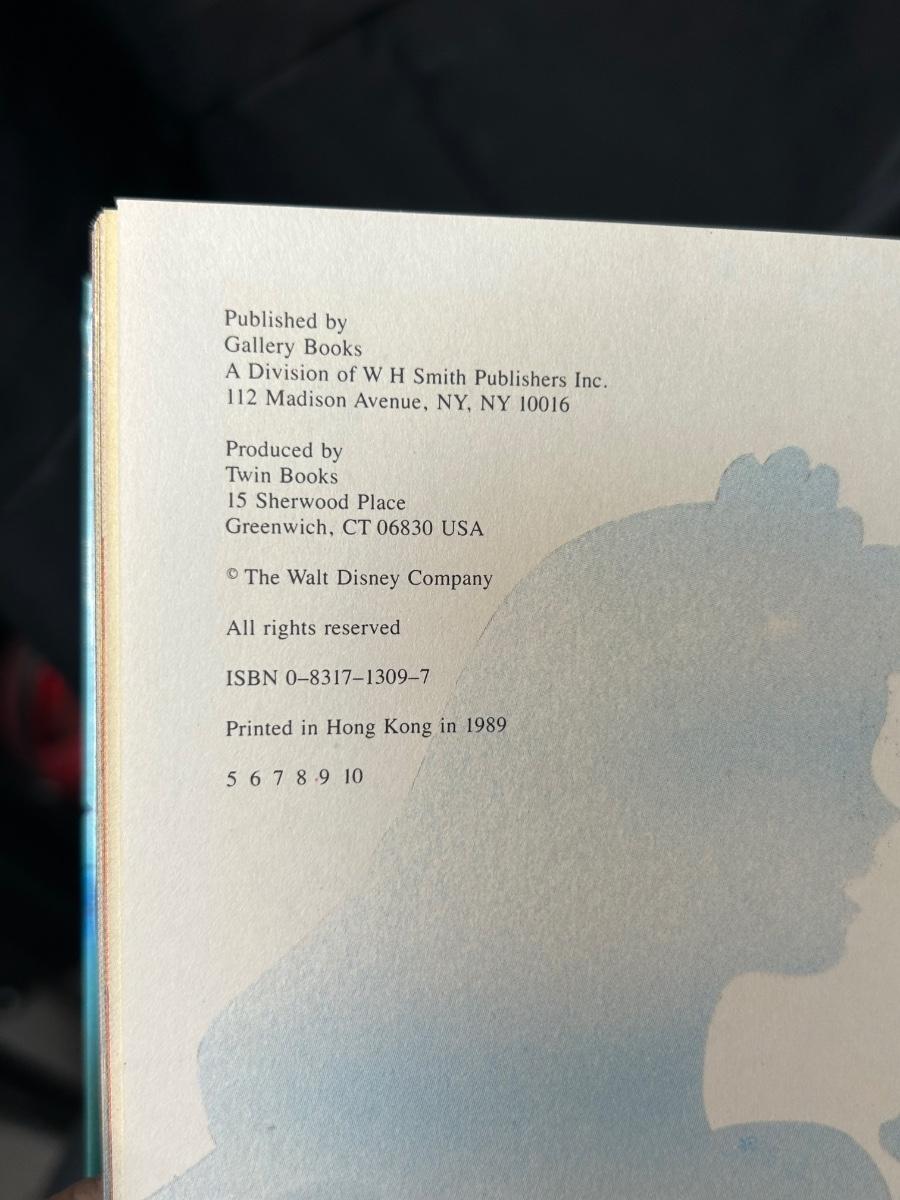 Published by
Gallery Books
A Division of W H Smith Publishers Inc.
112 Madison Avenue, NY, NY 10016
Produced by
Twin Books
15 Sherwood Place
Greenwich, CT 06830 USA
© The Walt Disney Company
All rights reserved
ISBN 0–8317–1309–7
Printed in Hong Kong in 1989
5 6 7 8 9 10